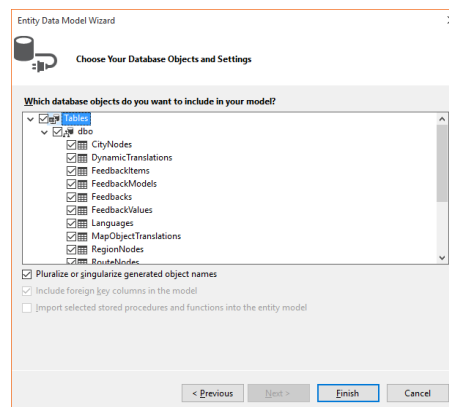 Entity Data Model Wizard
Choose Your Database Objects and Settings
Which database objects do you want to include in your model?
Tables
dbo
CityNodes
DynamicTranslations
FeedbackItems
FeedbackModels
Feedbacks
FeedbackValues
Languages
MapObjectTranslations
RegionNodes
RouteNodes
Pluralize or singularize generated object names
Include foreign key columns in the model
Import selected stored procedures and functions into the entity model
< Previous
Next >
Finish
Cancel